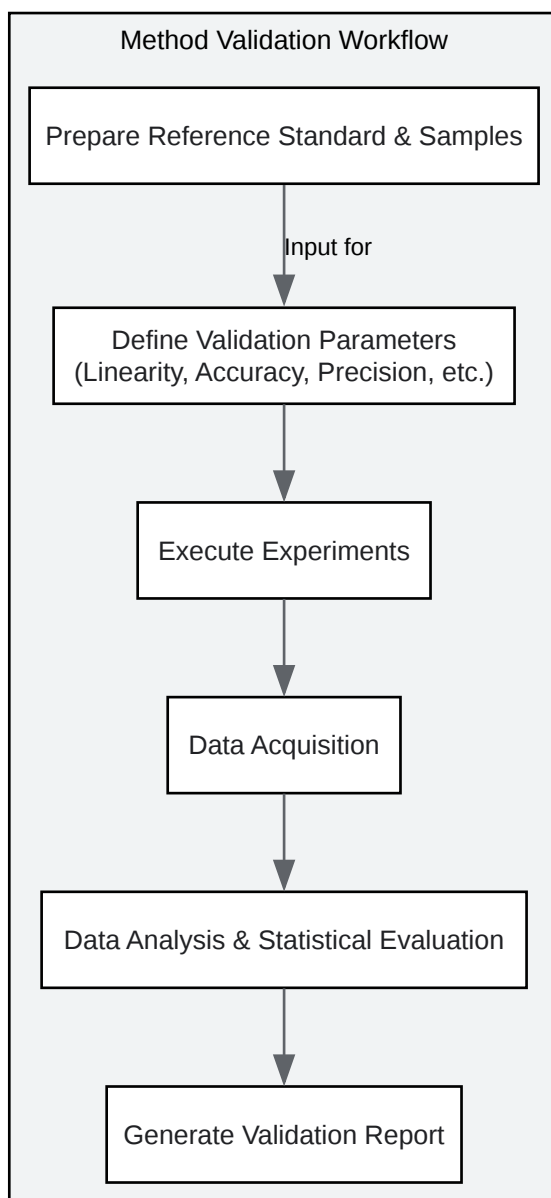 Method Validation Workflow
Prepare Reference Standard & Samples
Input for
Define Validation Parameters
(Linearity, Accuracy, Precision, etc.)
Execute Experiments
Data Acquisition
Data Analysis & Statistical Evaluation
Generate Validation Report